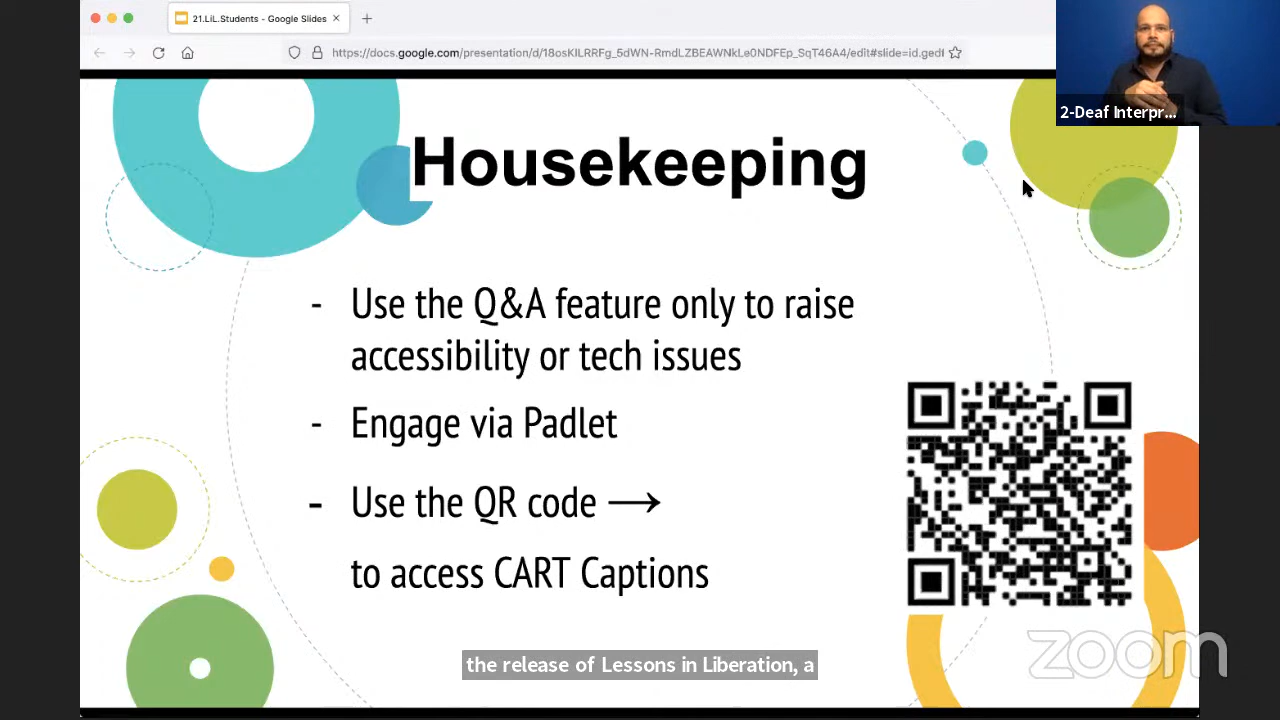 21.LiL.Students - Google Slides
https://docs.google.com/presentation/d/18osKILRRFg_5dWN-RmdLZBEAWNkLe0NDFEp_SqT46A4/edit#slide=id.ged
2-Deaf Interpr...
Housekeeping
- Use the Q&A feature only to raise
accessibility or tech issues
- Engage via Padlet
- Use the QR code →
to access CART Captions
the release of Lessons in Liberation, a
zoom